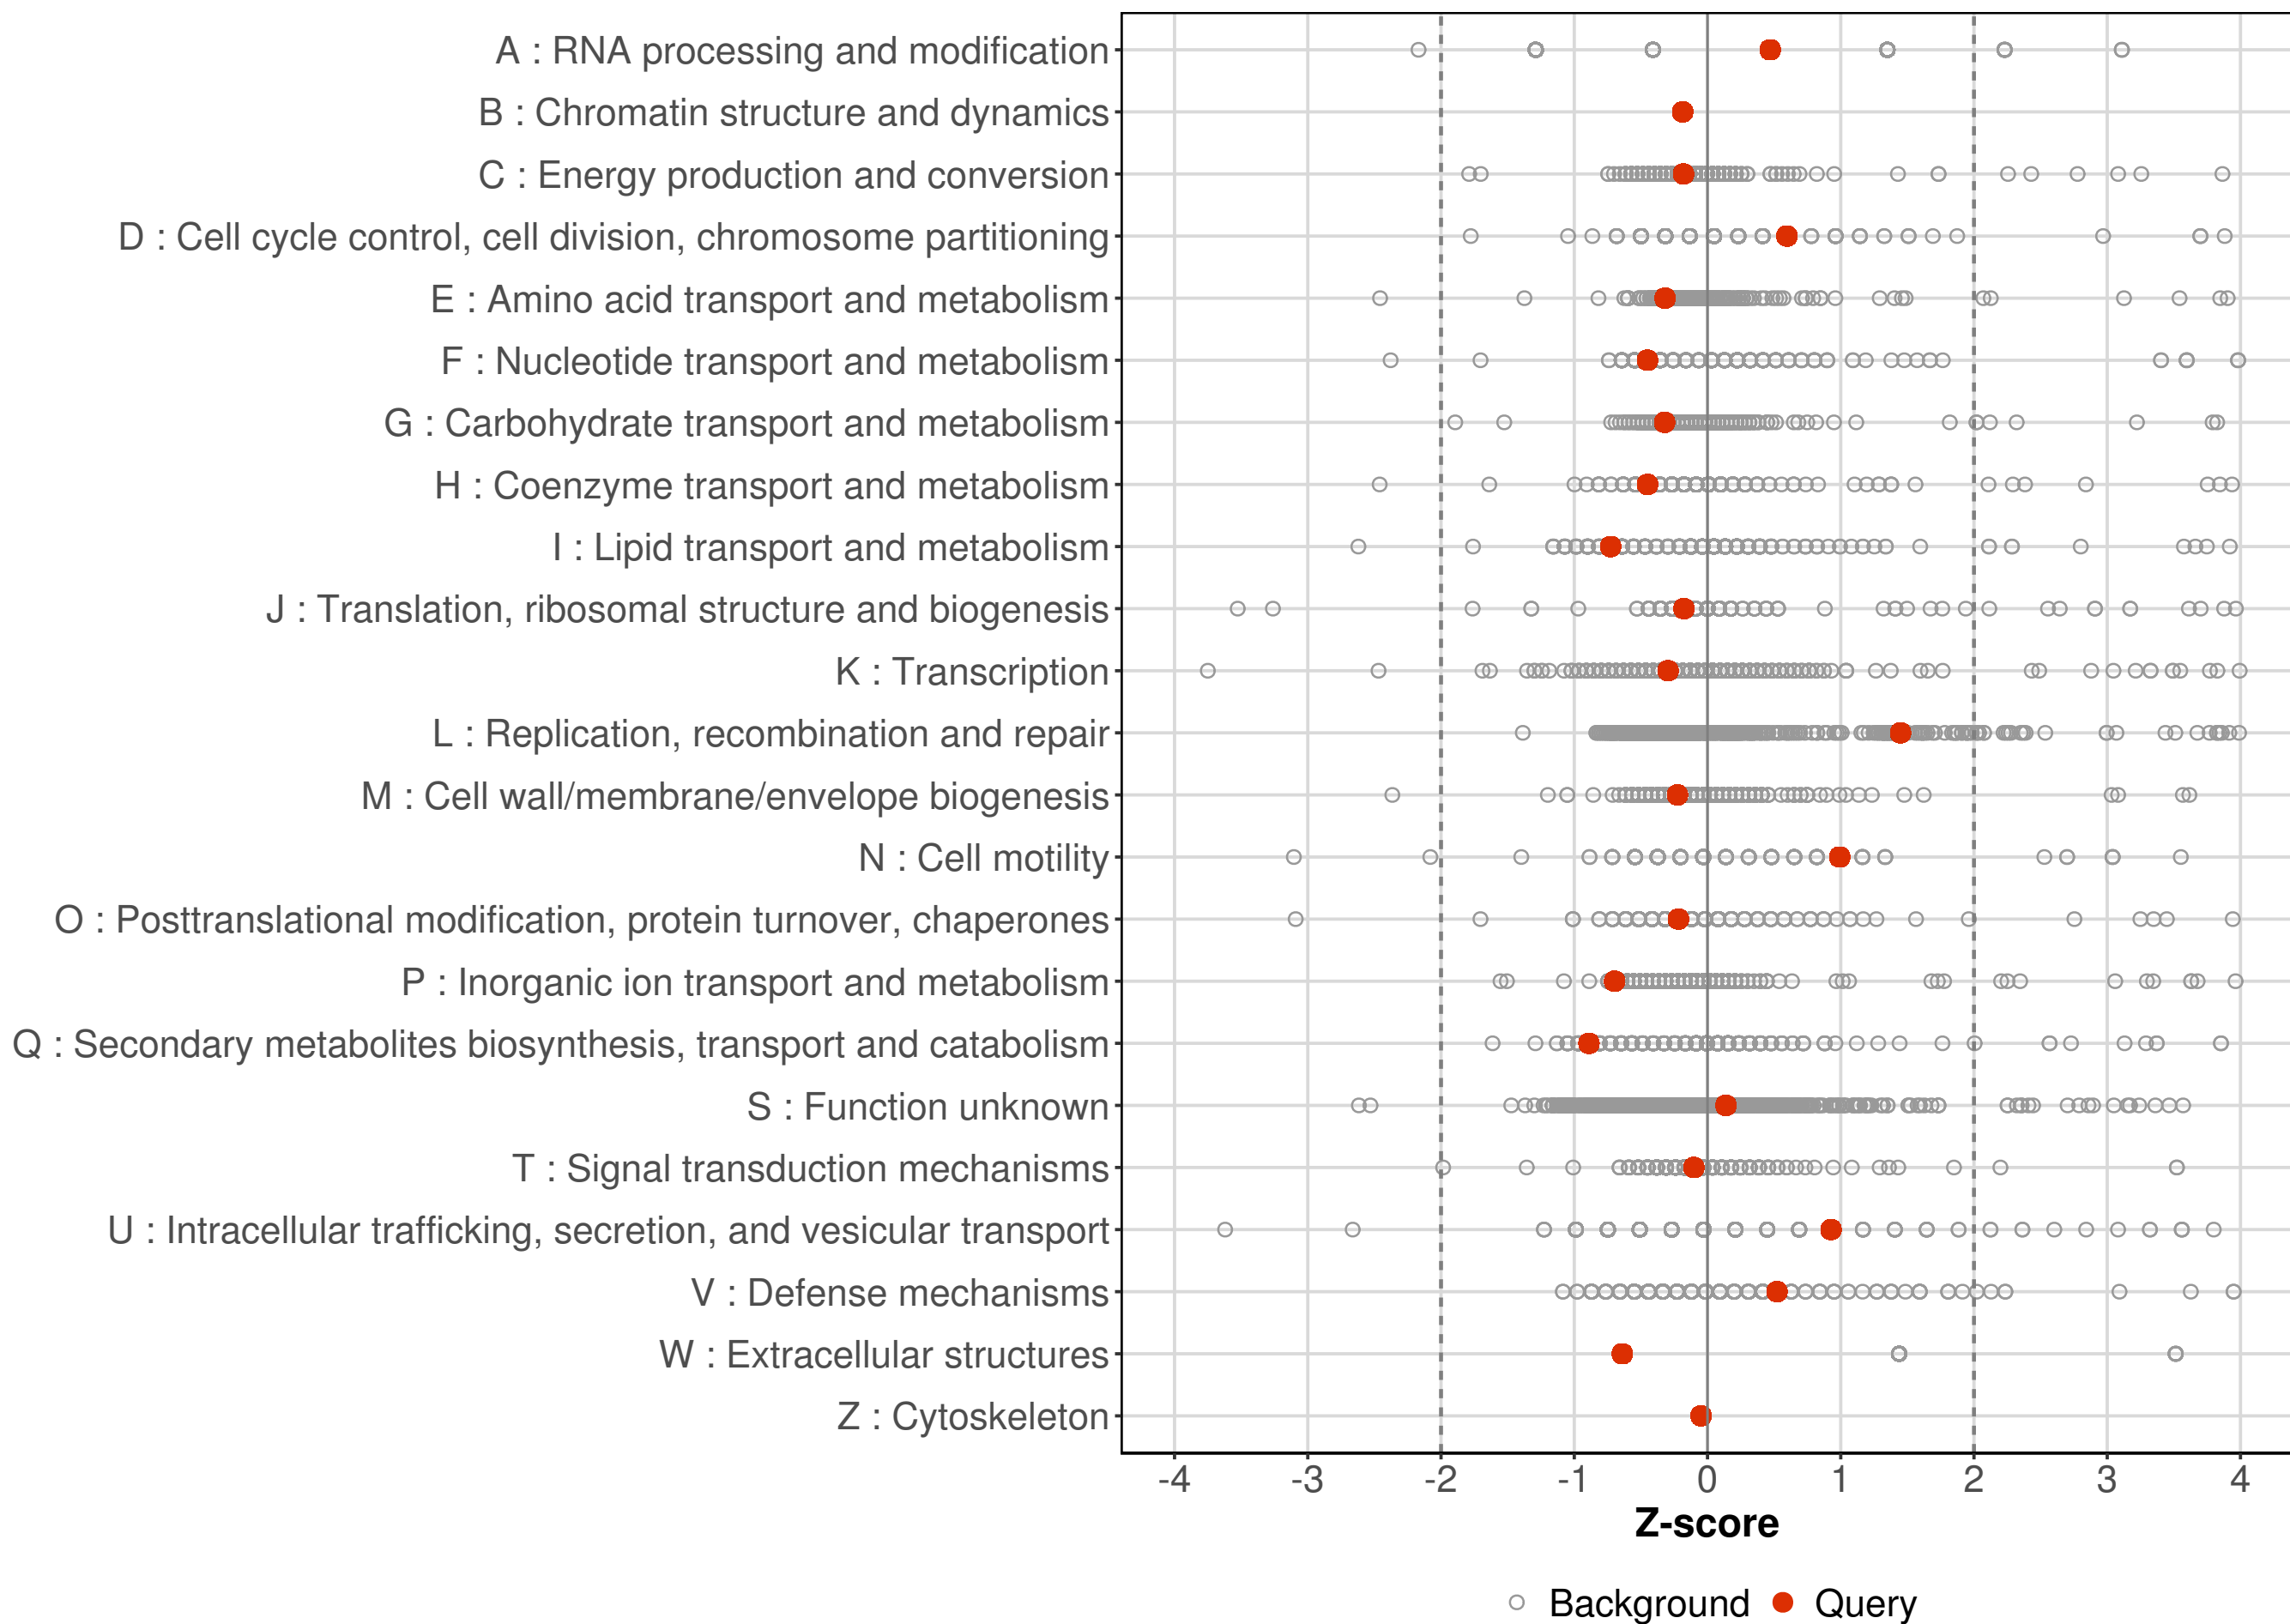 A : RNA processing and modification
B : Chromatin structure and dynamics
C : Energy production and conversion
D : Cell cycle control, cell division, chromosome partitioning
E : Amino acid transport and metabolism
F : Nucleotide transport and metabolism
G : Carbohydrate transport and metabolism
H : Coenzyme transport and metabolism
I : Lipid transport and metabolism
J : Translation, ribosomal structure and biogenesis
K : Transcription
L : Replication, recombination and repair
M : Cell wall/membrane/envelope biogenesis
N : Cell motility
O : Posttranslational modification, protein turnover, chaperones
P : Inorganic ion transport and metabolism
Q : Secondary metabolites biosynthesis, transport and catabolism
S : Function unknown
T : Signal transduction mechanisms
U : Intracellular trafficking, secretion, and vesicular transport
V : Defense mechanisms
W : Extracellular structures
Z : Cytoskeleton
-4 -3 -2 -1 0 1 2 3 4
Z-score
Background Query